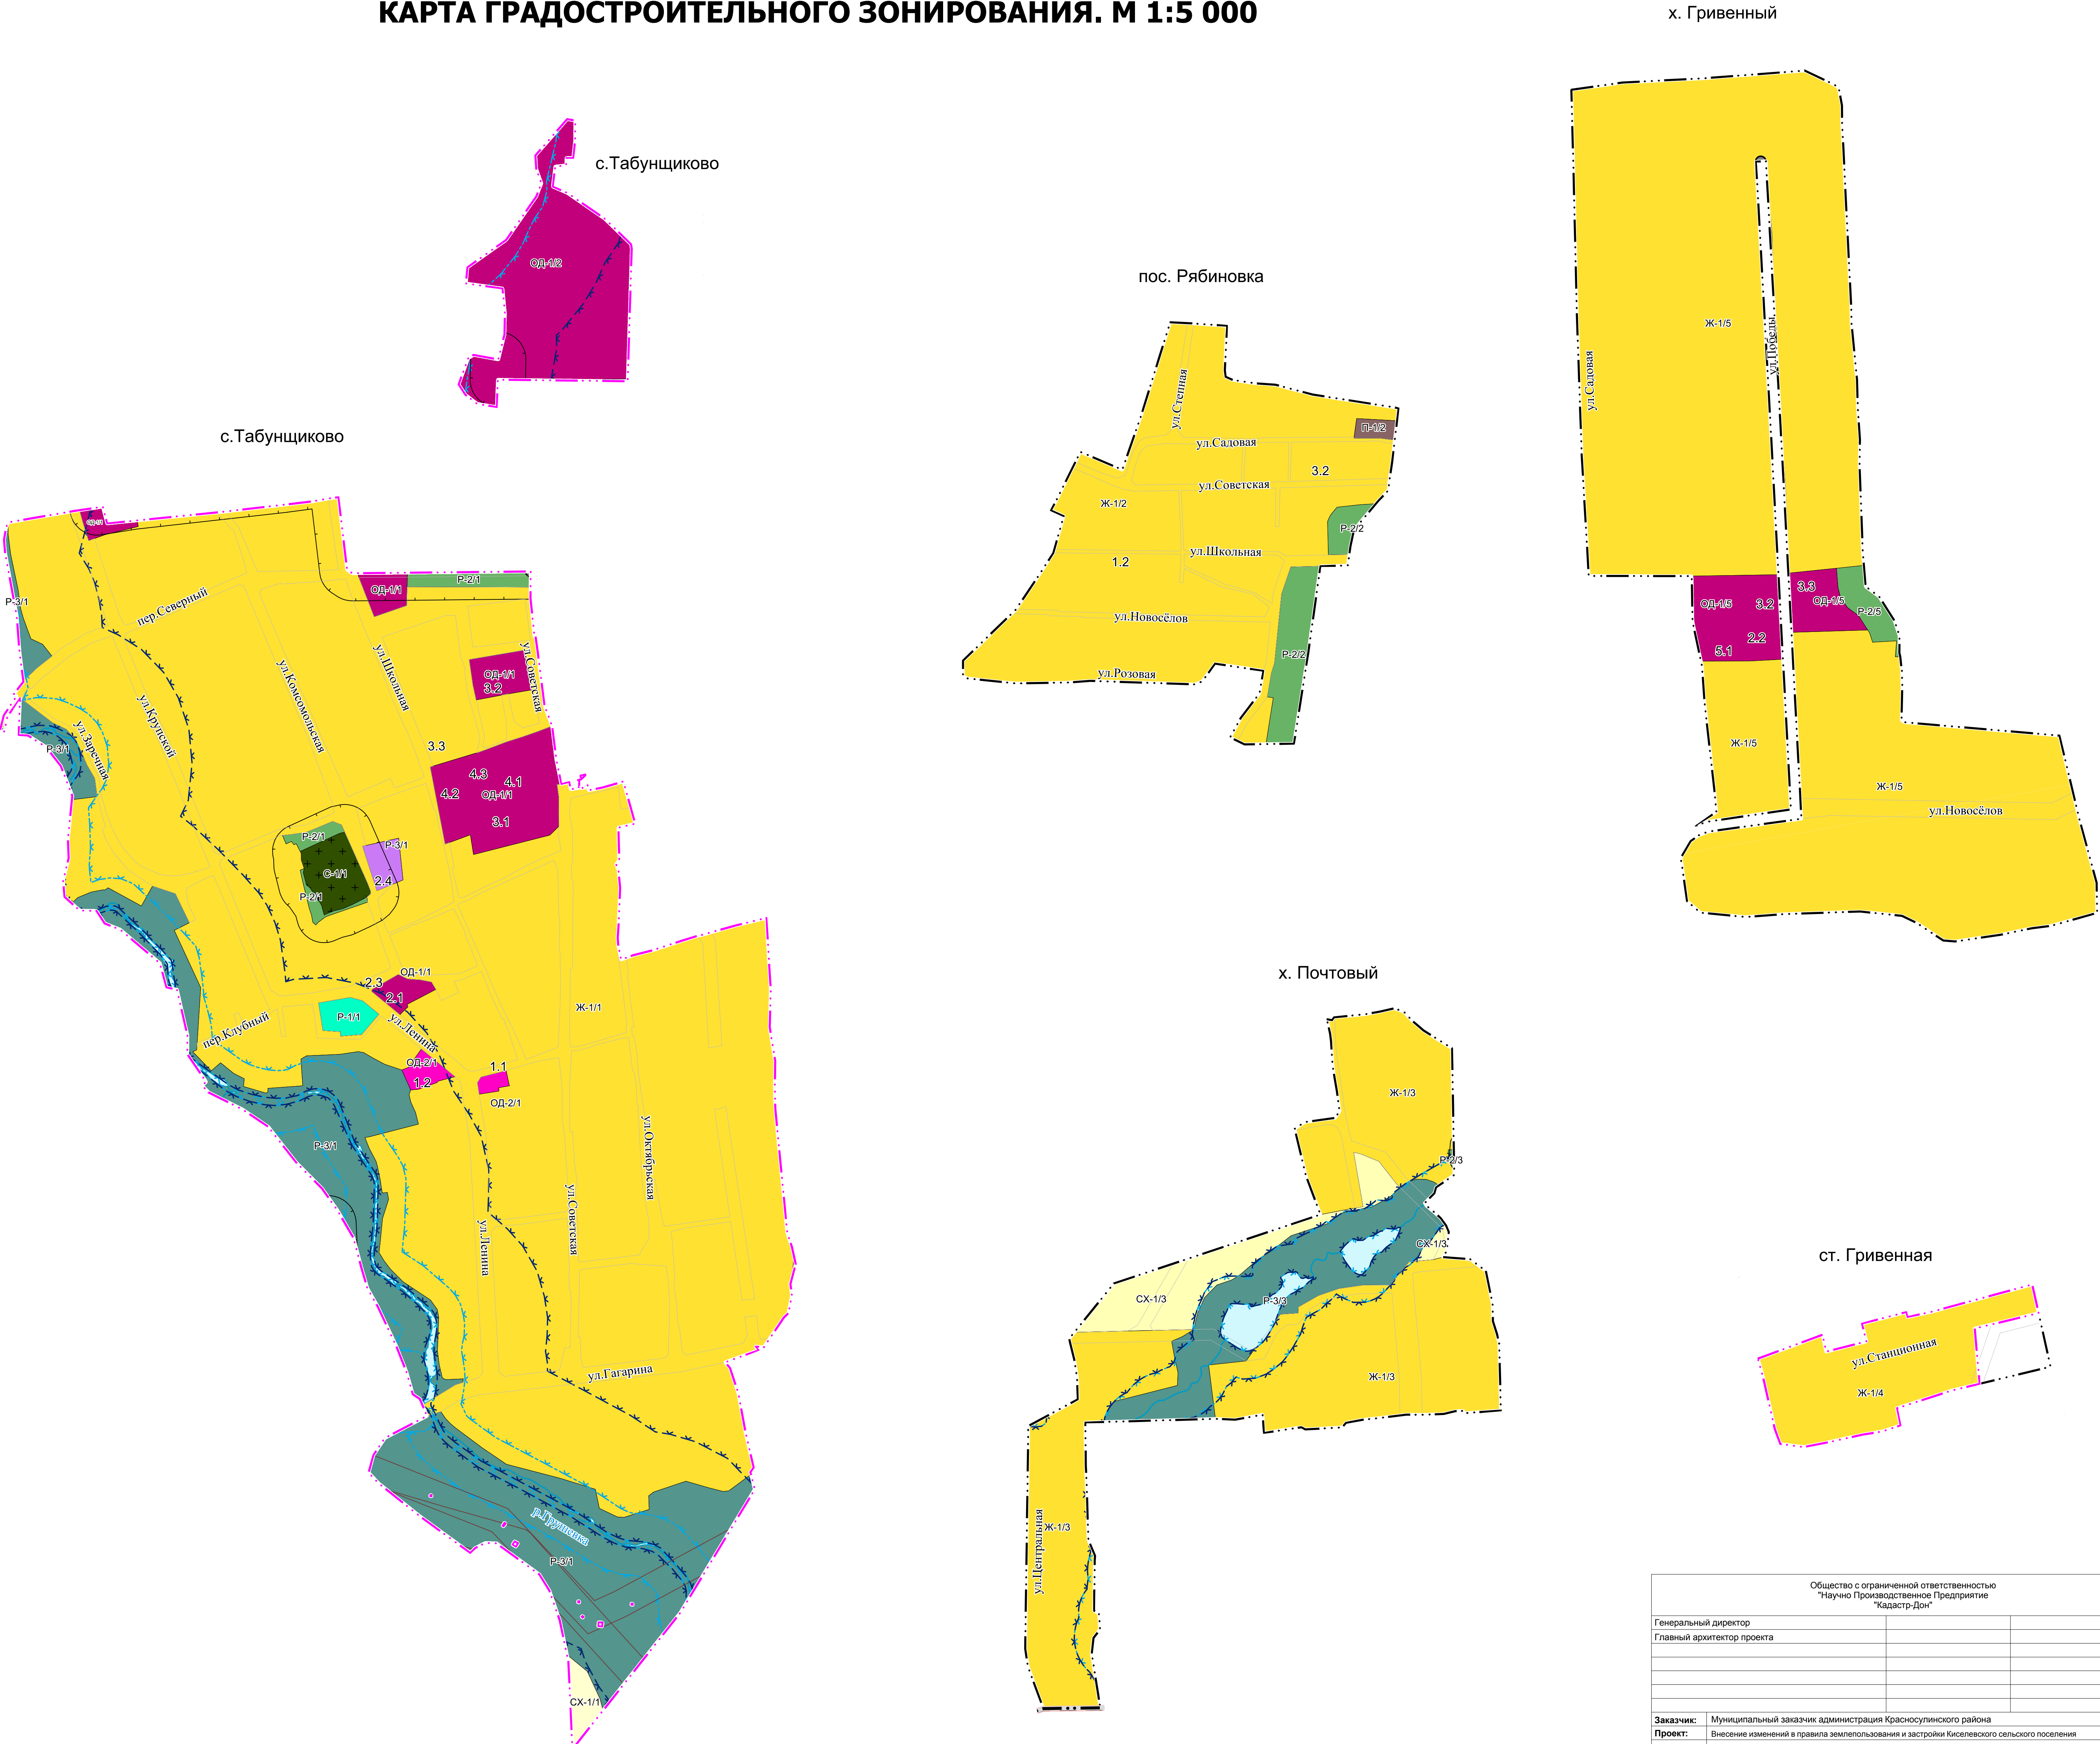 КАРТА ГРАДОСТРОИТЕЛЬНОГО ЗОНИРОВАНИЯ. М 1:5 000
х. Гривенный
с.Табунщиково
ОД-1/2
пос. Рябиновка
ул.Степная
П-1/2
ул.Садовая
3.2
ул.Советская
Ж-1/2
Р-2/2
ул.Школьная
1.2
ул.Новосёлов
Р-2/2
ул.Розовая
Ж-1/5
ул.Победы
ул.Садовая
3.3
ОД-1/5
3.2
ОД-1/5
Р-2/5
2.2
5.1
Ж-1/5
Ж-1/5
ул.Новосёлов
с.Табунщиково
ОД-1/1
Р-3/1
пер.Северный
ОД-1/1
Р-2/1
ул.Крупской
ул.Комсомольская
ул.Школьная
ул.Советская
ОД-1/1
3.2
ул.Заречная
Р-3/1
3.3
4.3
4.1
4.2
ОД-1/1
3.1
Р-2/1
Р-3/1
С-1/1
2.4
Р-2/1
ОД-1/1
2.3
2.1
Ж-1/1
Р-1/1
ул.Ленина
пер.Клубный
ОД-2/1
1.1
1.2
ОД-2/1
Р-3/1
ул.Октябрьская
ул.Советская
ул.Ленина
ул.Гагарина
р.Грушевка
Р-3/1
СХ-1/1
х. Почтовый
Ж-1/3
Р-2/3
СХ-1/3
СХ-1/3
Р-3/3
Ж-1/3
Ж-1/3
ул.Центральная
ст. Гривенная
ул.Станционная
Ж-1/4
Общество с ограниченной ответственностью
"Научно Производственное Предприятие
"Кадастр-Дон"
Генеральный директор
Главный архитектор проекта
Заказчик: Муниципальный заказчик администрация Красносулинского района
Проект: Внесение изменений в правила землепользования и застройки Киселевского сельского поселения